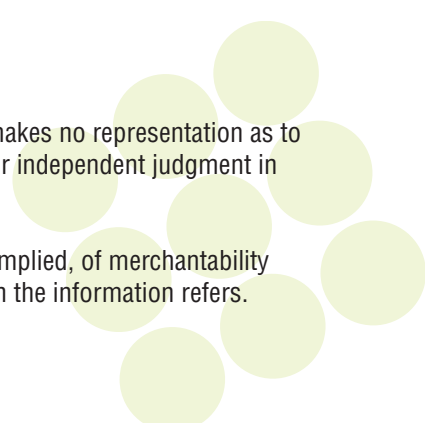 makes no representation as to
r independent judgment in
mplied, of merchantability
h the information refers.